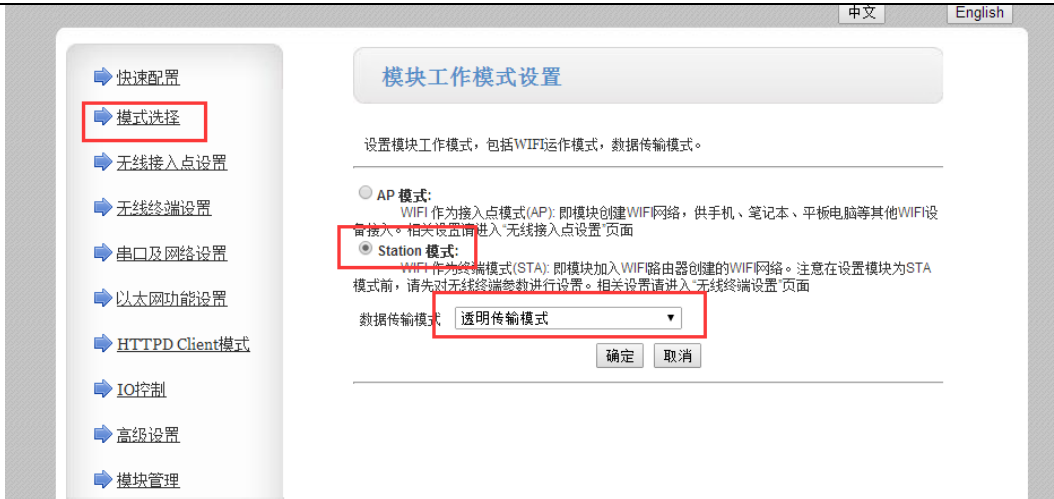 中文
English
快速配置
模式选择
无线接入点设置
无线终端设置
串口及网络设置
以太网功能设置
HTTPD Client模式
IO控制
高级设置
模块管理
模块工作模式设置
设置模块工作模式，包括WIFI运作模式，数据传输模式。
AP 模式:
WIFI 作为接入点模式(AP): 即模块创建WIFI网络，供手机、笔记本、平板电脑等其他WIFI设
备接入。相关设置请进入“无线接入点设置”页面
Station 模式:
WIFI 作为终端模式(STA): 即模块加入WIFI路由器创建的WIFI网络。注意在设置模块为STA
模式前，请先对无线终端参数进行设置。相关设置请进入“无线终端设置”页面
数据传输模式 透明传输模式
确定 取消